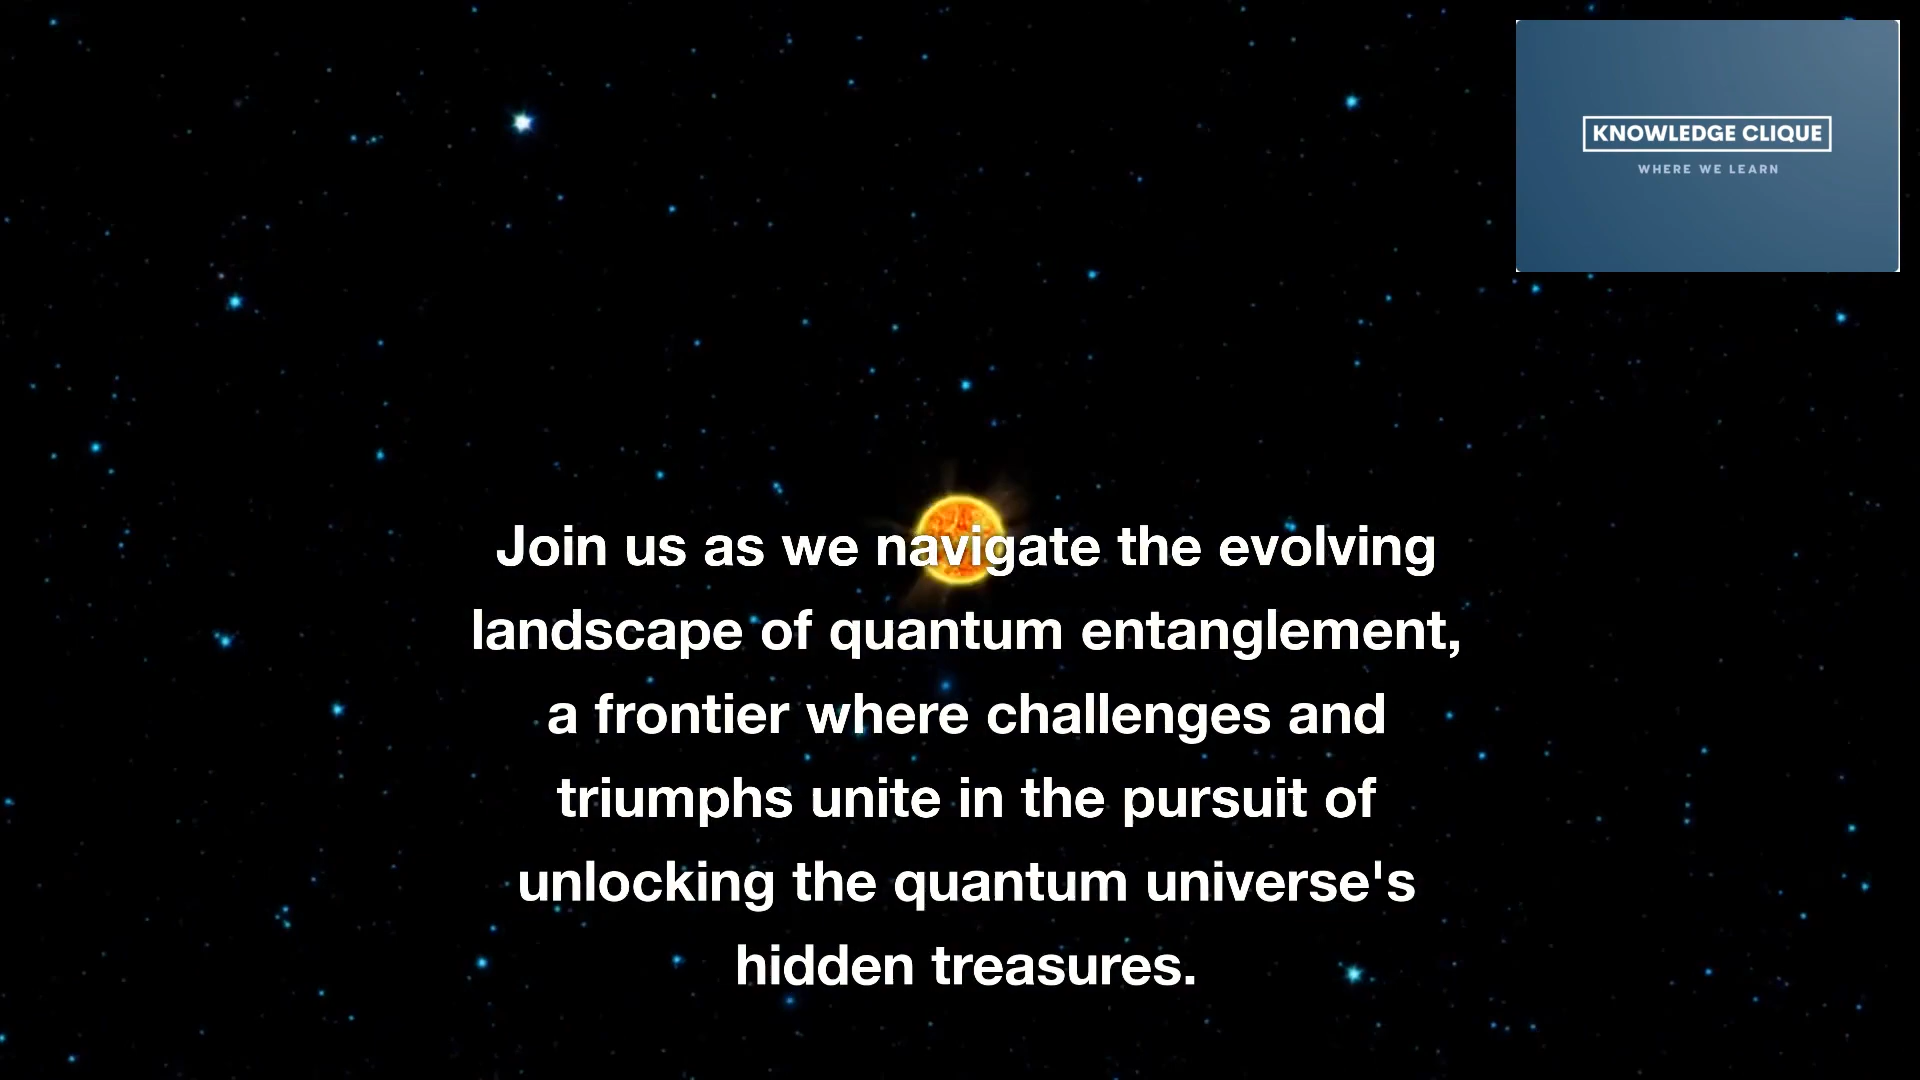 KNOWLEDGE CLIQUE
WHERE WE LEARN
Join us as we navigate the evolving
landscape of quantum entanglement,
a frontier where challenges and
triumphs unite in the pursuit of
unlocking the quantum universe's
hidden treasures.